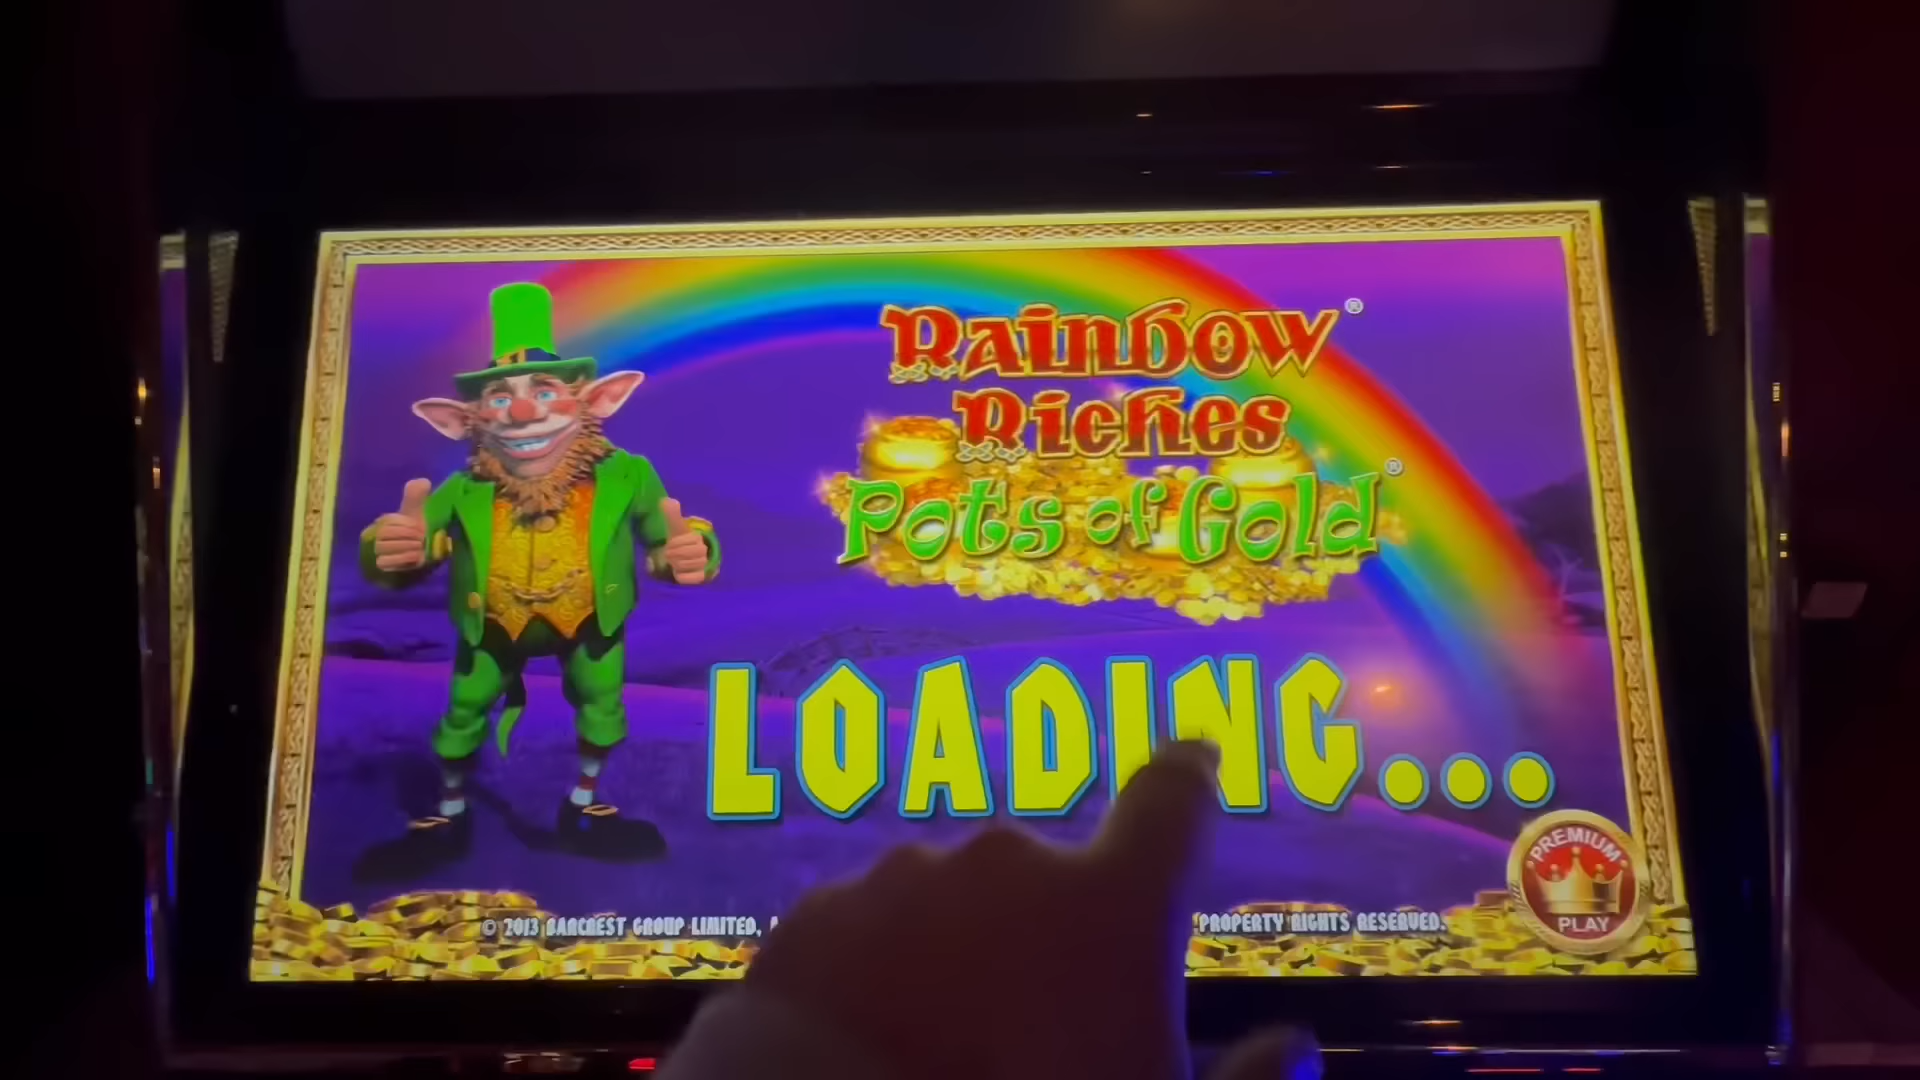 Rainbow®
Riches
Pots of Gold®
LOADING...
PREMIUM
PLAY
© 2013 BARCREST GROUP LIMITED,
PROPERTY RIGHTS RESERVED.